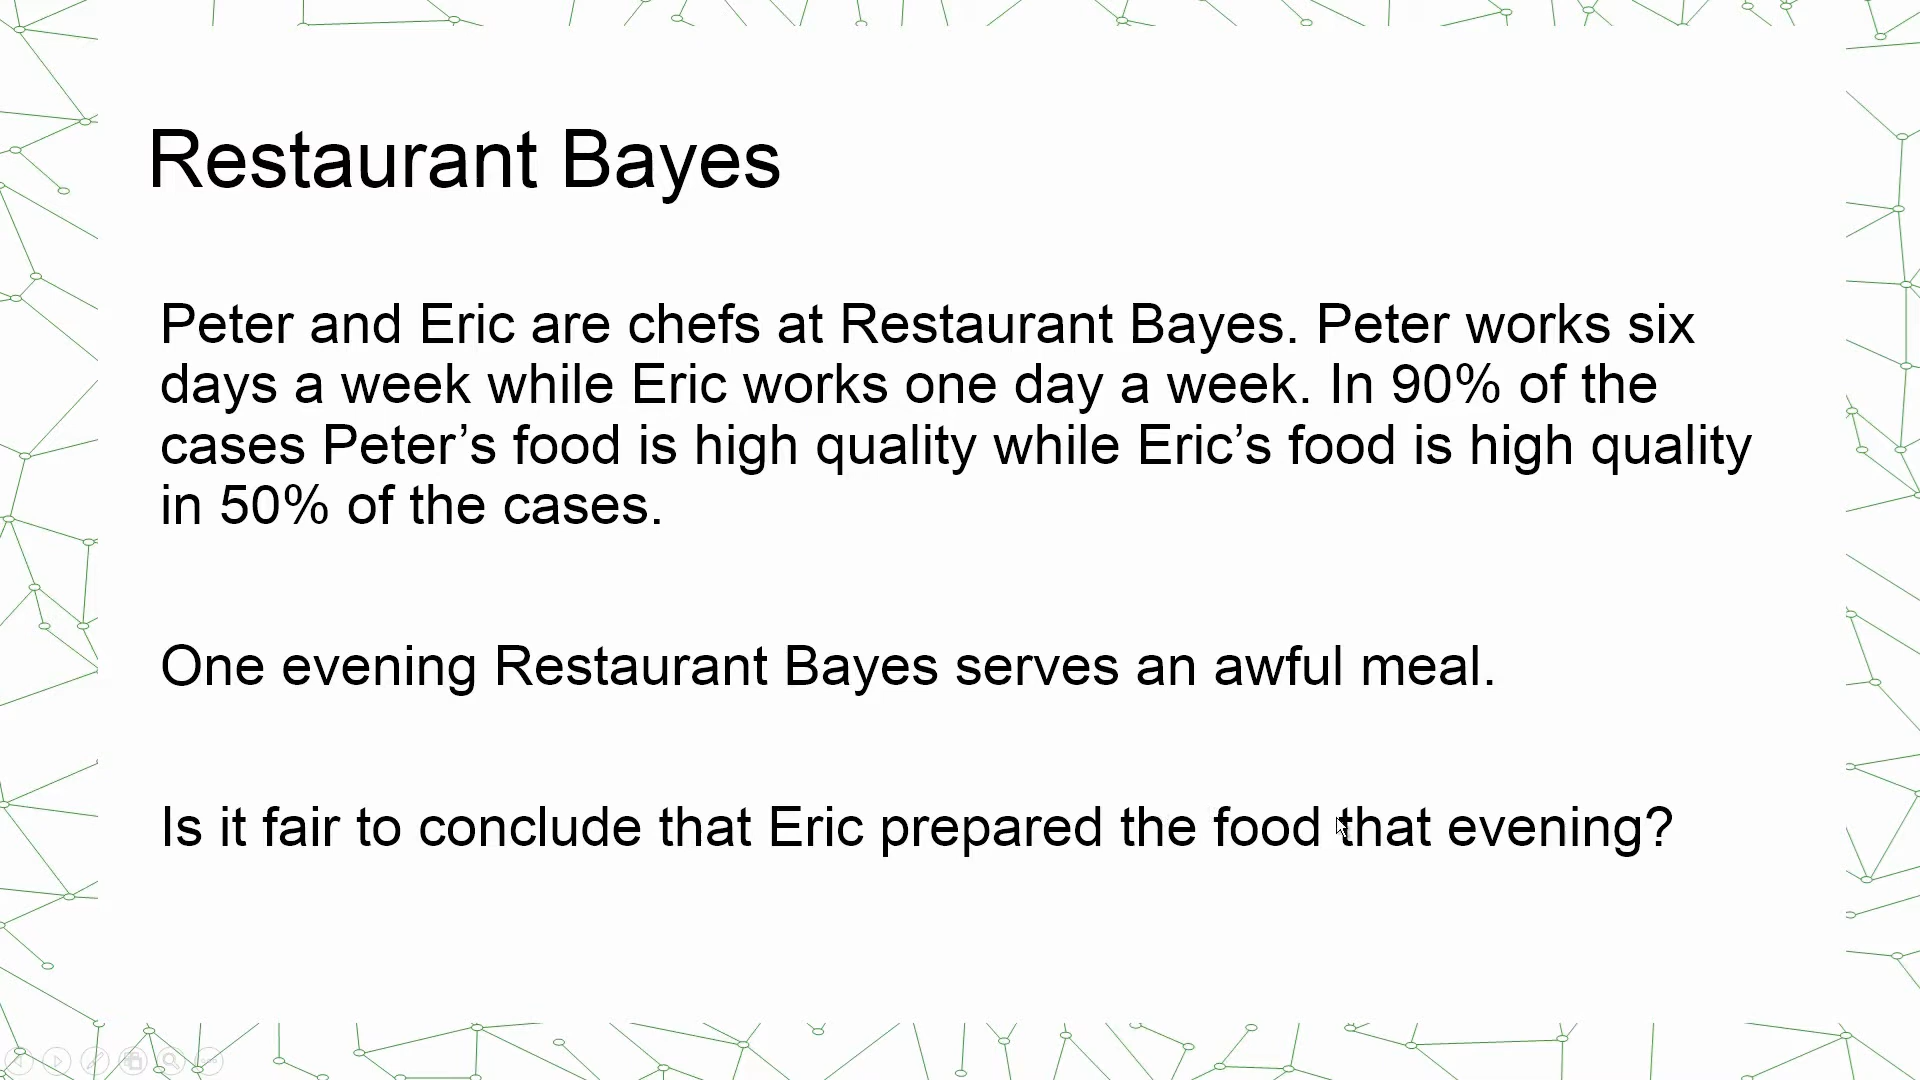 Restaurant Bayes
Peter and Eric are chefs at Restaurant Bayes. Peter works six
days a week while Eric works one day a week. In 90% of the
cases Peter’s food is high quality while Eric’s food is high quality
in 50% of the cases.
One evening Restaurant Bayes serves an awful meal.
Is it fair to conclude that Eric prepared the food that evening?